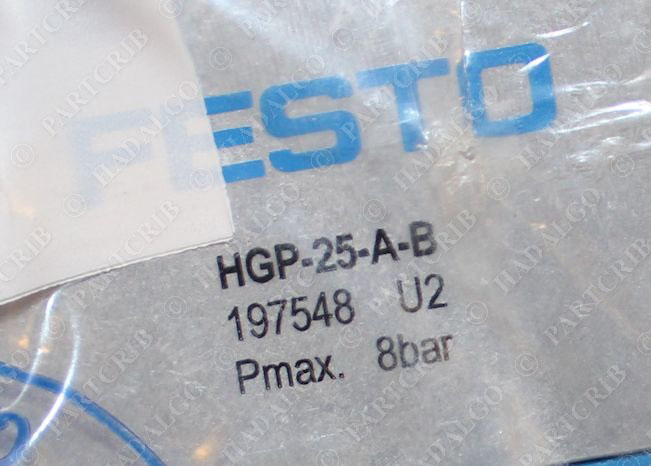 FESTO
HGP-25-A-B
197548 U2
Pmax. 8bar